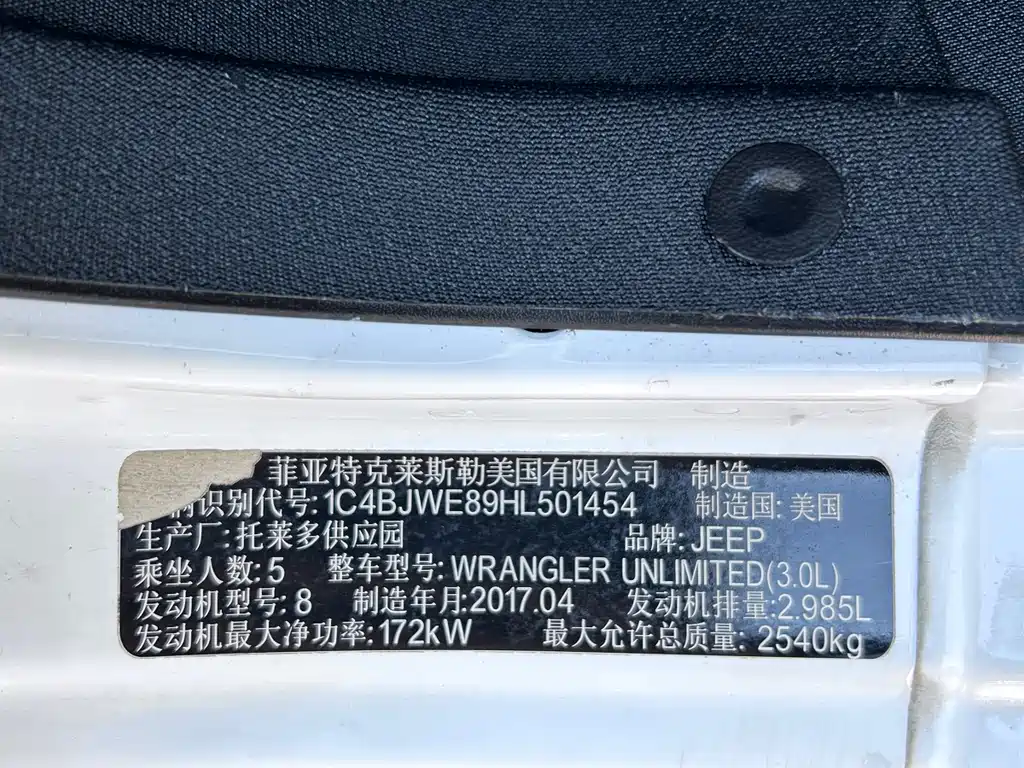 菲亚特克莱斯勒美国有限公司 制造
辆识别代号:1C4BJWE89HL501454 制造国:美国
生产厂:托莱多供应园 品牌:JEEP
乘坐人数:5 整车型号:WRANGLER UNLIMITED(3.0L)
发动机型号:8 制造年月:2017.04 发动机排量:2.985L
发动机最大净功率:172kW 最大允许总质量:2540kg